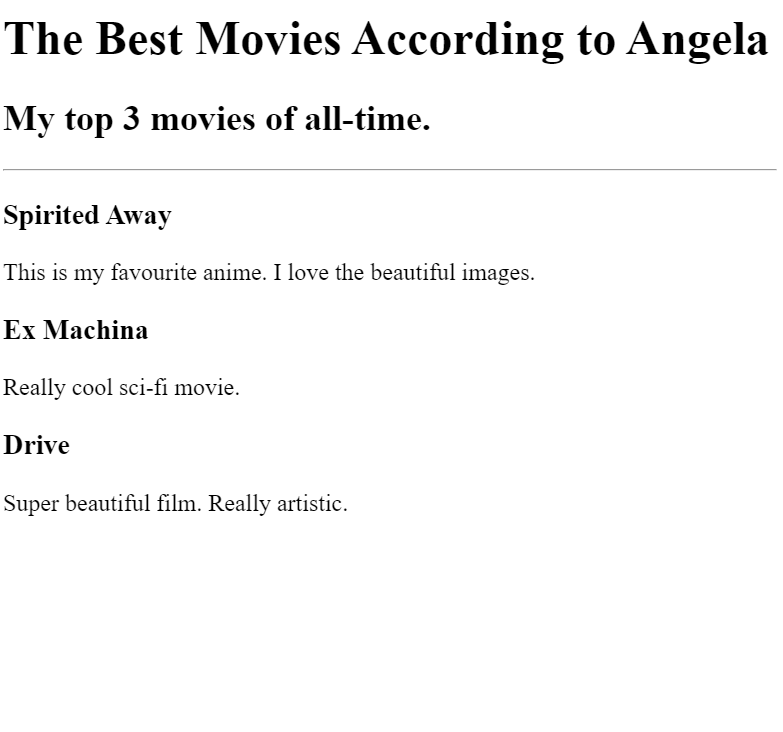 The Best Movies According to Angela
My top 3 movies of all-time.
Spirited Away
This is my favourite anime. I love the beautiful images.
Ex Machina
Really cool sci-fi movie.
Drive
Super beautiful film. Really artistic.